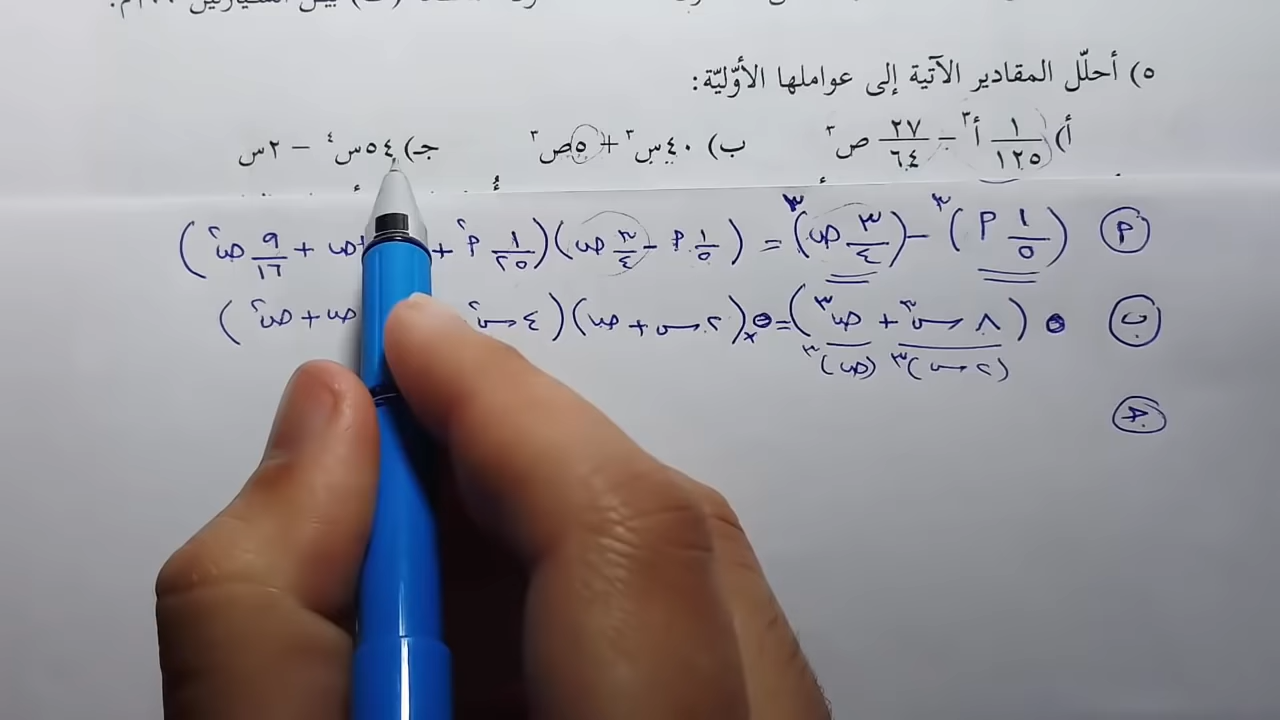 ٥) أحلّل المقادير الآتية إلى عواملها الأوّليّة:
أ) ١/١٢٥ أ٣ − ٢٧/٦٤ ص٣ ب) ٤٠س٣ + ٥ص٣ جـ) ٥٤س٤ − ٢س
أ (١/٥ أ)٣ − (٣/٤ ص)٣ = (١/٥ أ − ٣/٤ ص)(١/٢٥ أ٢ + ص + ٩/١٦ ص٢)
ب ٥(٨س٣ + ص٣) = ٥×(٢س + ص)(٤س٢ ص + ص٢)
(٢س)٣ (ص)٣
جـ